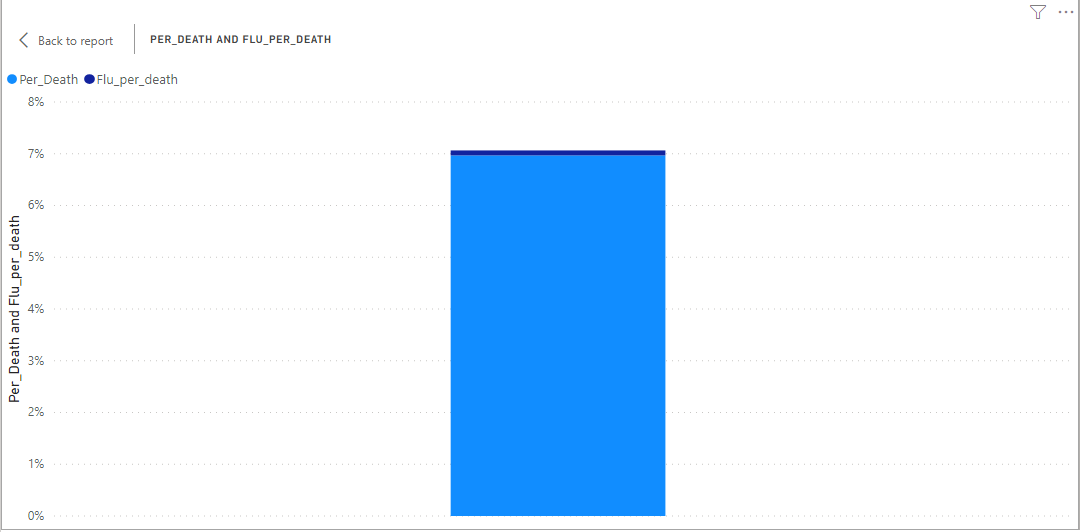 Back to report
PER_DEATH AND FLU_PER_DEATH
Per_Death Flu_per_death
8%
7%
6%
5%
4%
3%
2%
1%
0%
Per_Death and Flu_per_death